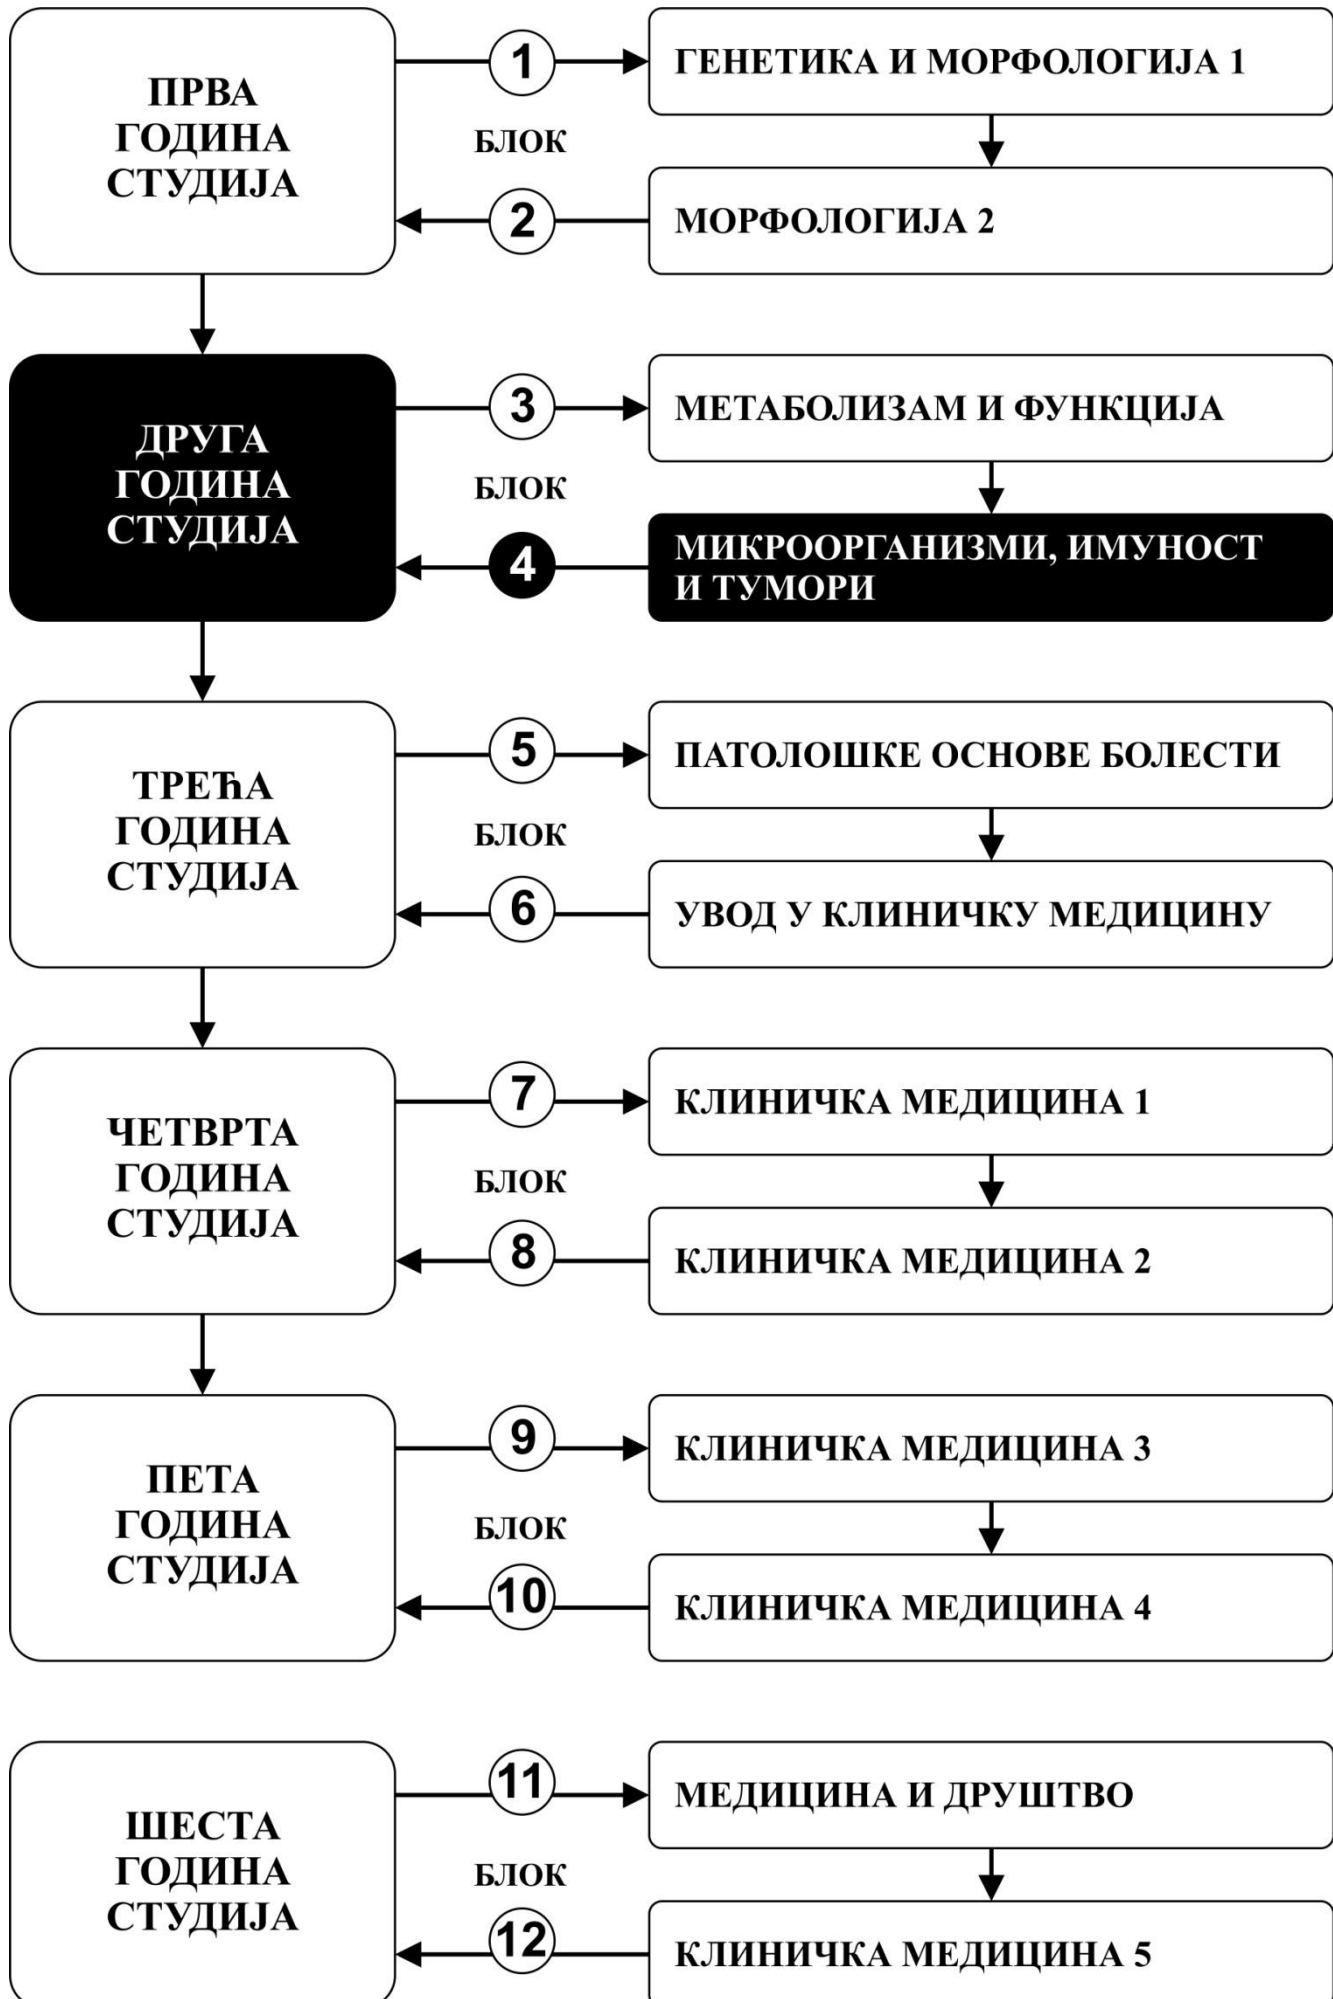 ПРВА
ГОДИНА
СТУДИЈА
1
БЛОК
2
ГЕНЕТИКА И МОРФОЛОГИЈА 1
МОРФОЛОГИЈА 2
ДРУГА
ГОДИНА
СТУДИЈА
3
БЛОК
4
МЕТАБОЛИЗАМ И ФУНКЦИЈА
МИКРООРГАНИЗМИ, ИМУНОСТ
И ТУМОРИ
ТРЕЋА
ГОДИНА
СТУДИЈА
5
БЛОК
6
ПАТОЛОШКЕ ОСНОВЕ БОЛЕСТИ
УВОД У КЛИНИЧКУ МЕДИЦИНУ
ЧЕТВРТА
ГОДИНА
СТУДИЈА
7
БЛОК
8
КЛИНИЧКА МЕДИЦИНА 1
КЛИНИЧКА МЕДИЦИНА 2
ПЕТА
ГОДИНА
СТУДИЈА
9
БЛОК
10
КЛИНИЧКА МЕДИЦИНА 3
КЛИНИЧКА МЕДИЦИНА 4
ШЕСТА
ГОДИНА
СТУДИЈА
11
БЛОК
12
МЕДИЦИНА И ДРУШТВО
КЛИНИЧКА МЕДИЦИНА 5